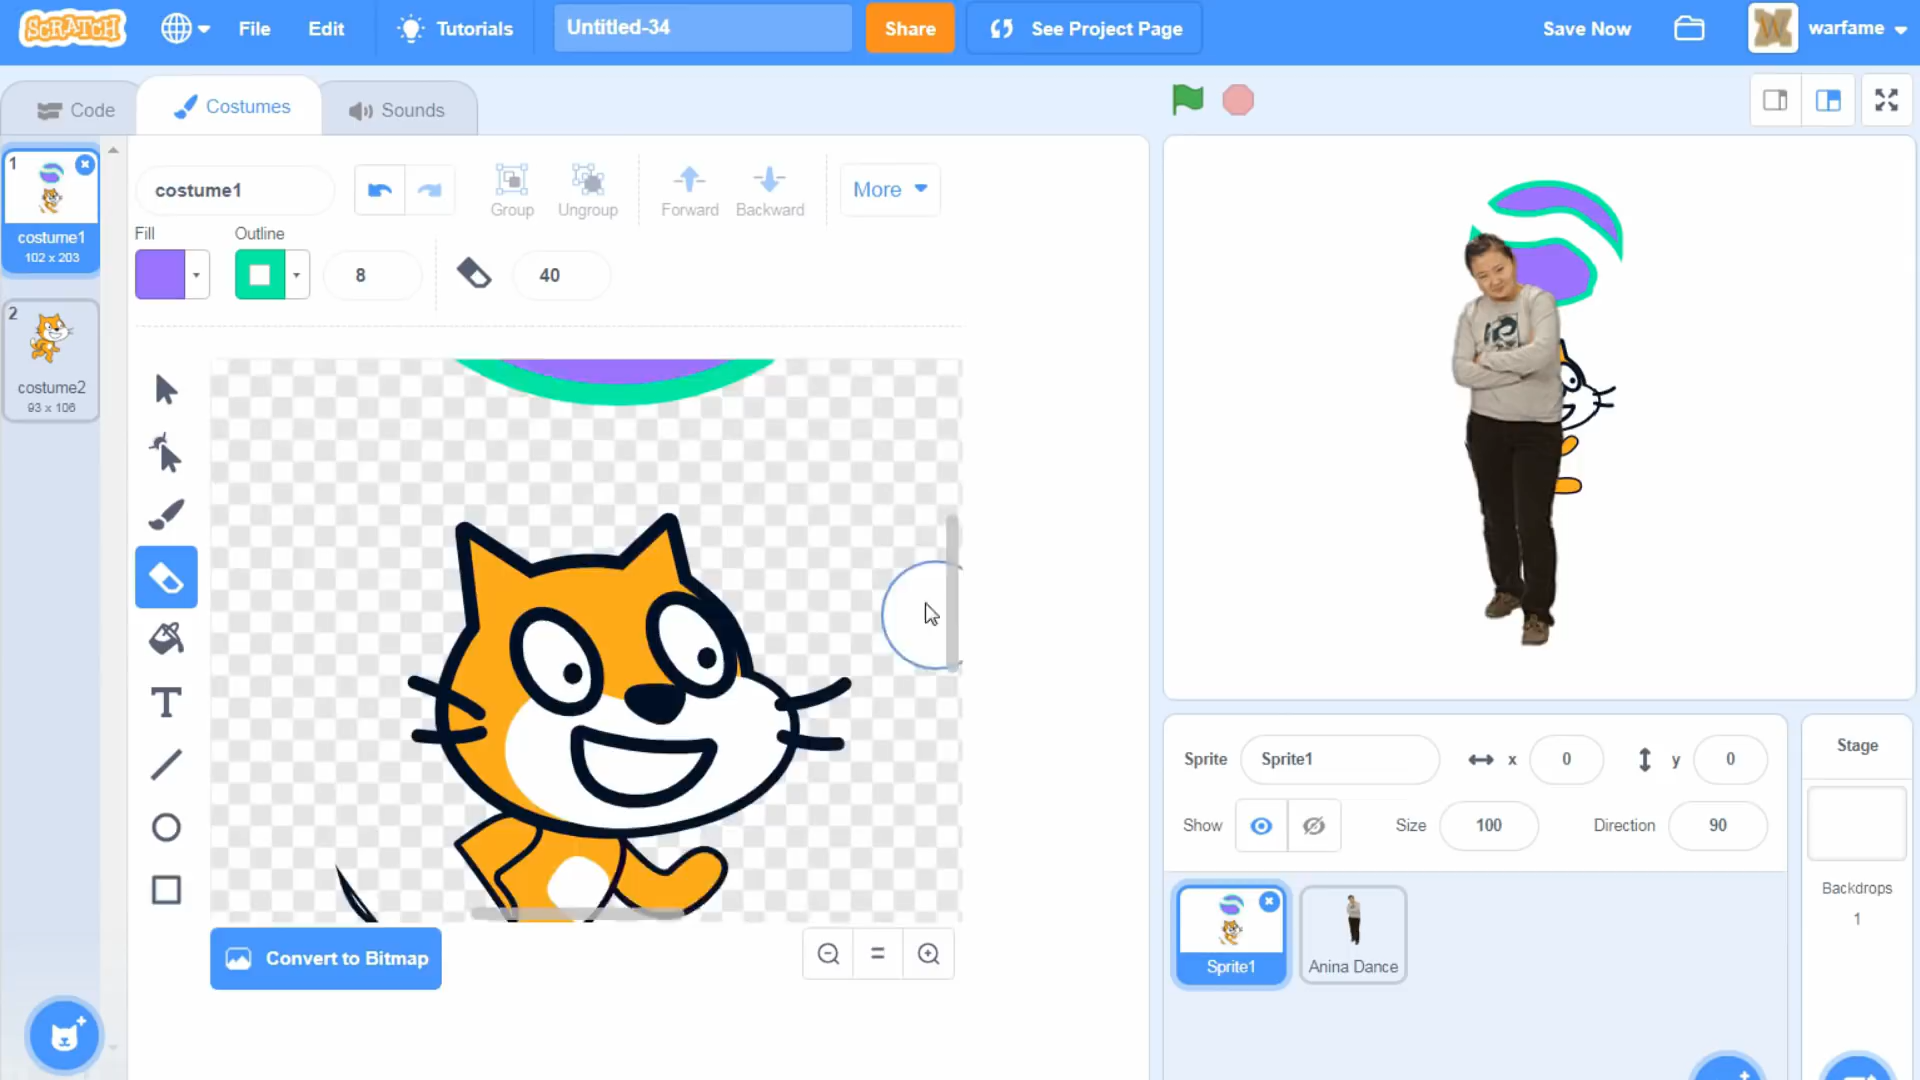 SCRATCH File Edit Tutorials Untitled-34 Share See Project Page Save Now warfame
Code Costumes Sounds
1
costume1
102 x 203
2
costume2
93 x 106
costume1 Group Ungroup Forward Backward More
Fill Outline
8 40
T
Convert to Bitmap
Sprite Sprite1 x 0 y 0
Show Size 100 Direction 90
Sprite1 Anina Dance
Stage
Backdrops
1